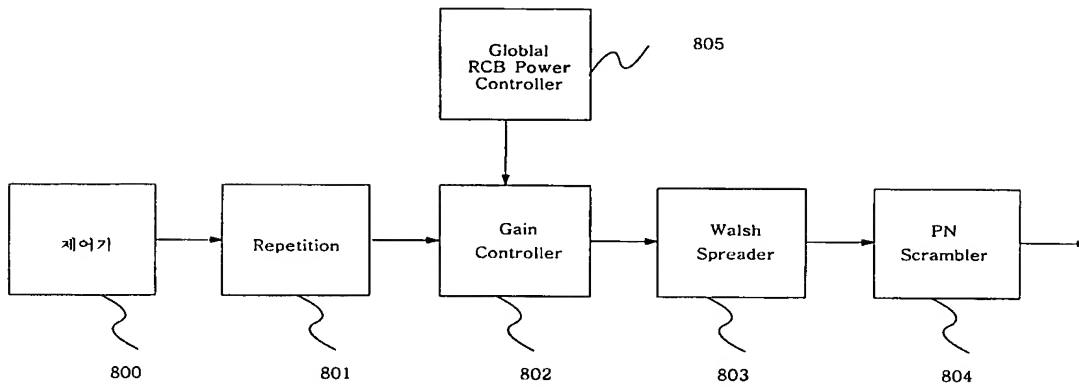 Globlal
RCB Power
Controller
805
제어기
Repetition
Gain
Controller
Walsh
Spreader
PN
Scrambler
800
801
802
803
804